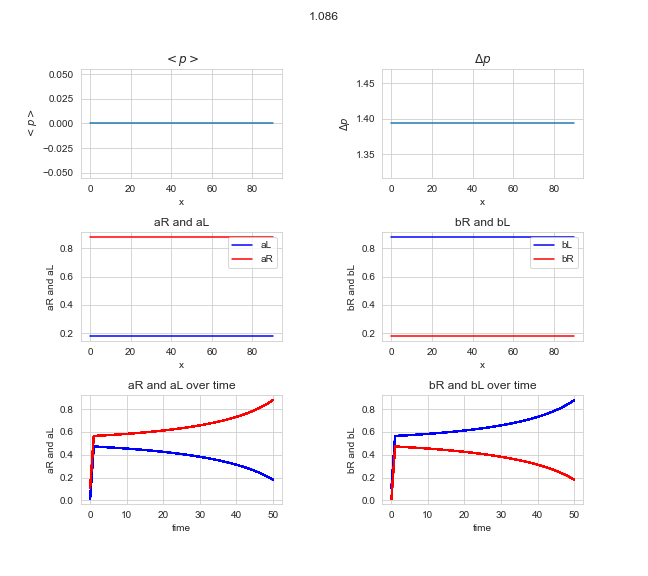 1.086
< p >
Δp
0.050
0.025
0.000
−0.025
−0.050
< p >
0 20 40 60 80
x
1.45
1.40
1.35
Δp
0 20 40 60 80
x
aR and aL
bR and bL
0.8
0.6
0.4
0.2
aR and aL
aL
aR
0 20 40 60 80
x
0.8
0.6
0.4
0.2
bR and bL
bL
bR
0 20 40 60 80
x
aR and aL over time
bR and bL over time
0.8
0.6
0.4
0.2
0.0
aR and aL
0 10 20 30 40 50
time
0.8
0.6
0.4
0.2
0.0
bR and bL
0 10 20 30 40 50
time